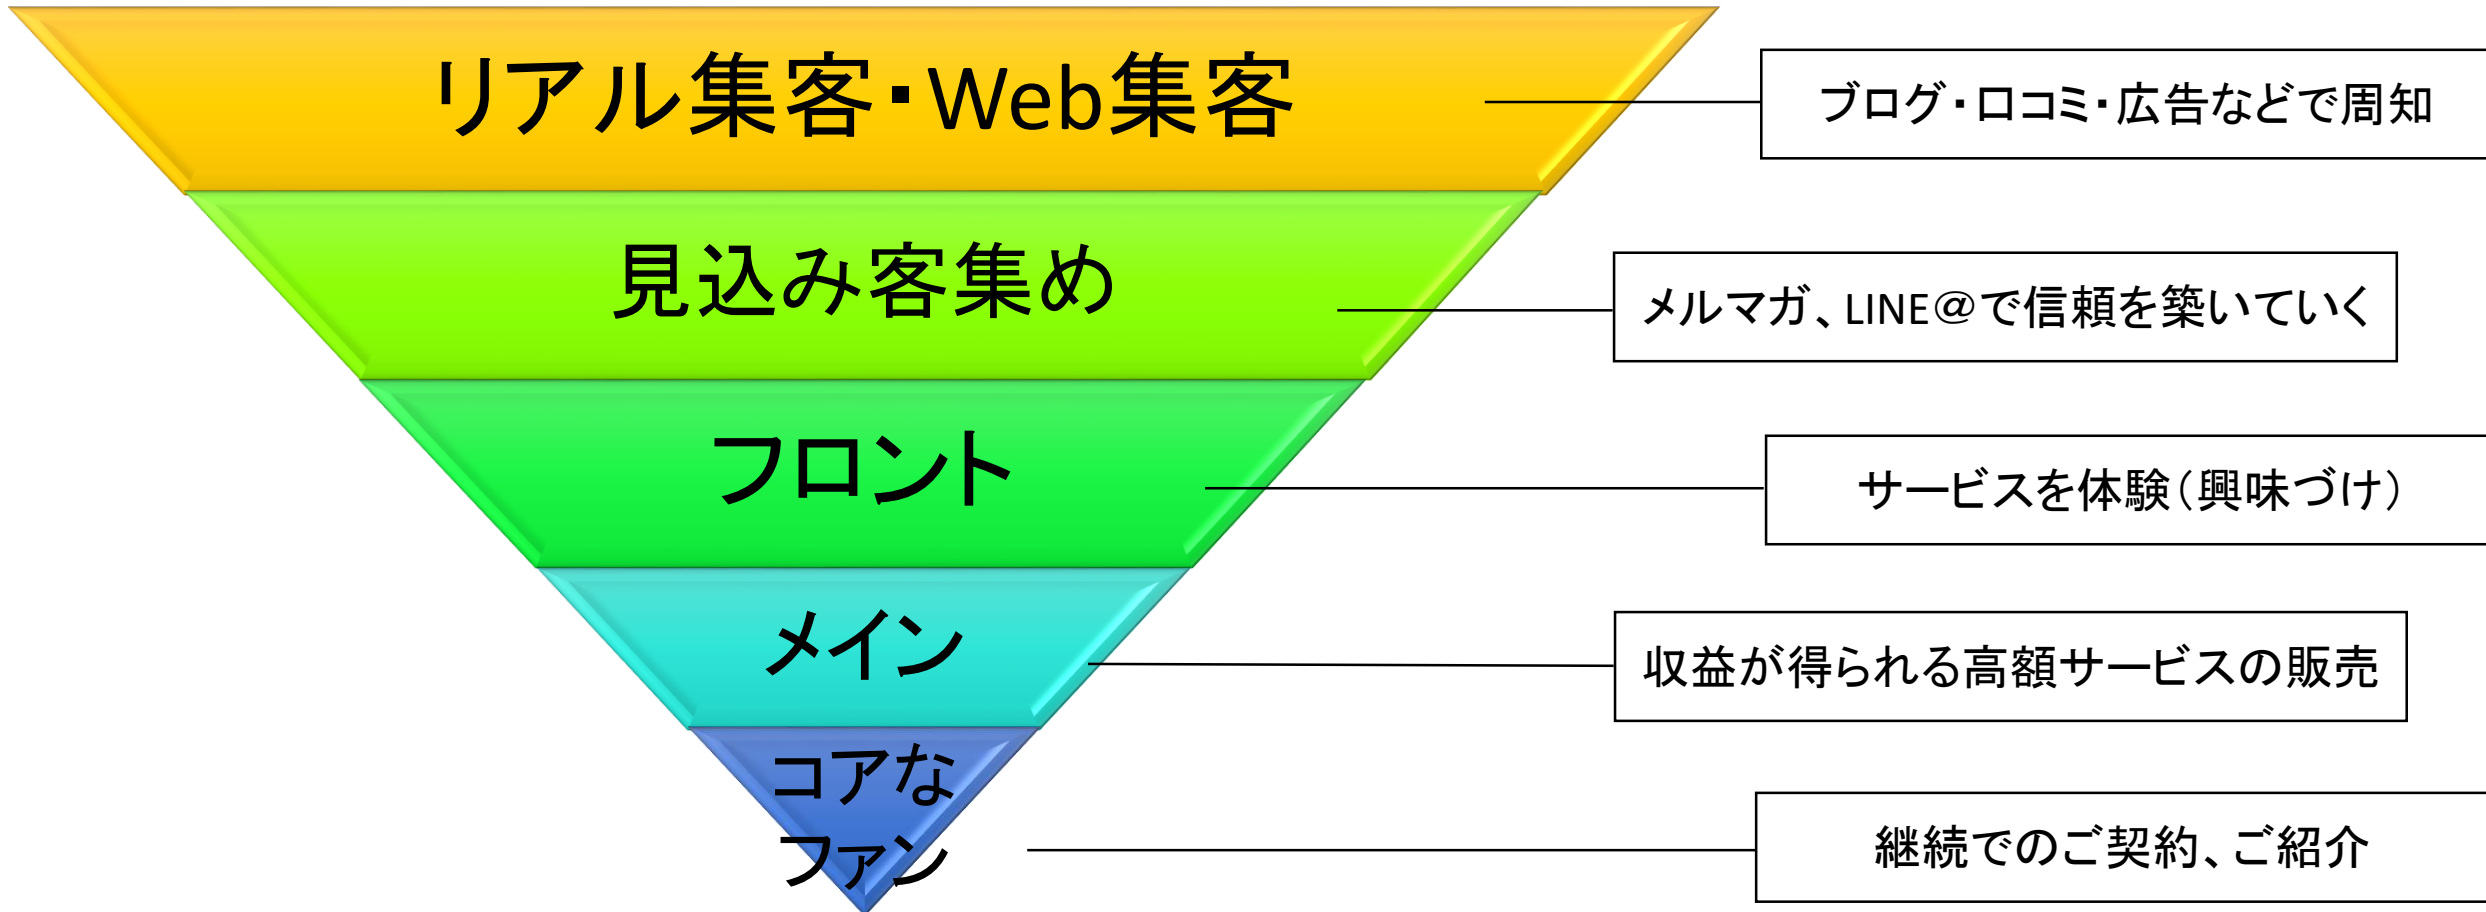 リアル集客・Web集客
ブログ・口コミ・広告などで周知
見込み客集め
メルマガ、LINE＠で信頼を築いていく
フロント
サービスを体験（興味づけ）
メイン
収益が得られる高額サービスの販売
コアな
ファン
継続でのご契約、ご紹介